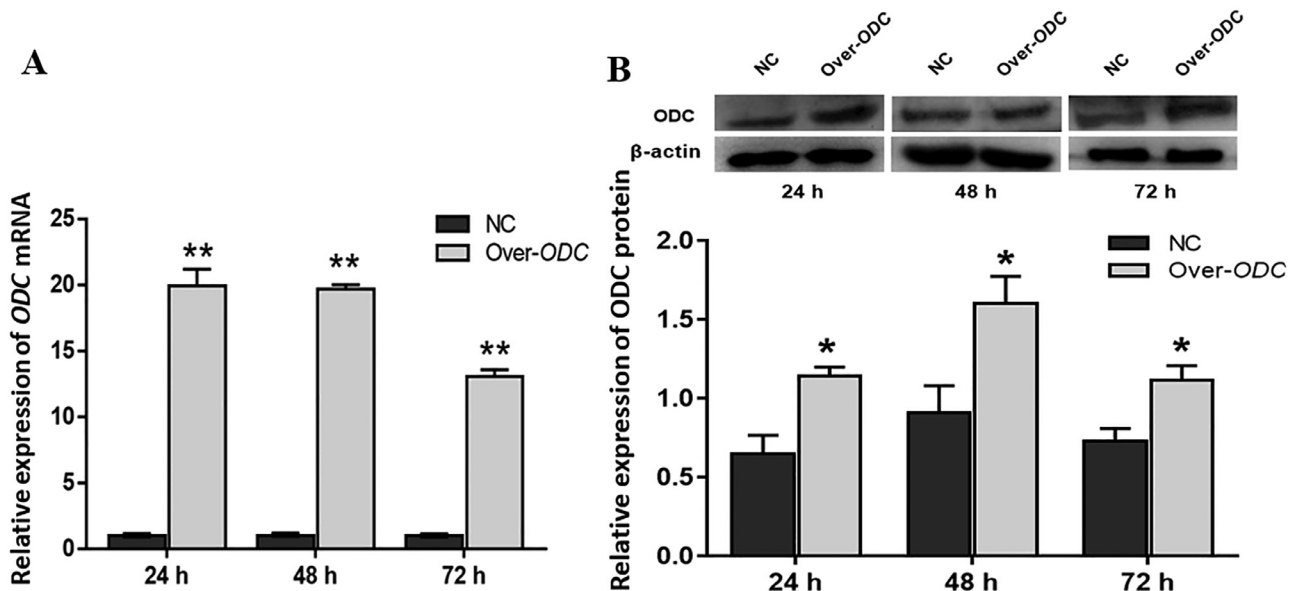 A
Relative expression of ODC mRNA
25
20
15
10
5
0
NC
Over-ODC
**
**
**
24 h
48 h
72 h
B
NC
Over-ODC
NC
Over-ODC
NC
Over-ODC
ODC
β-actin
24 h
48 h
72 h
Relative expression of ODC protein
2.0
1.5
1.0
0.5
0.0
NC
Over-ODC
*
*
*
24 h
48 h
72 h